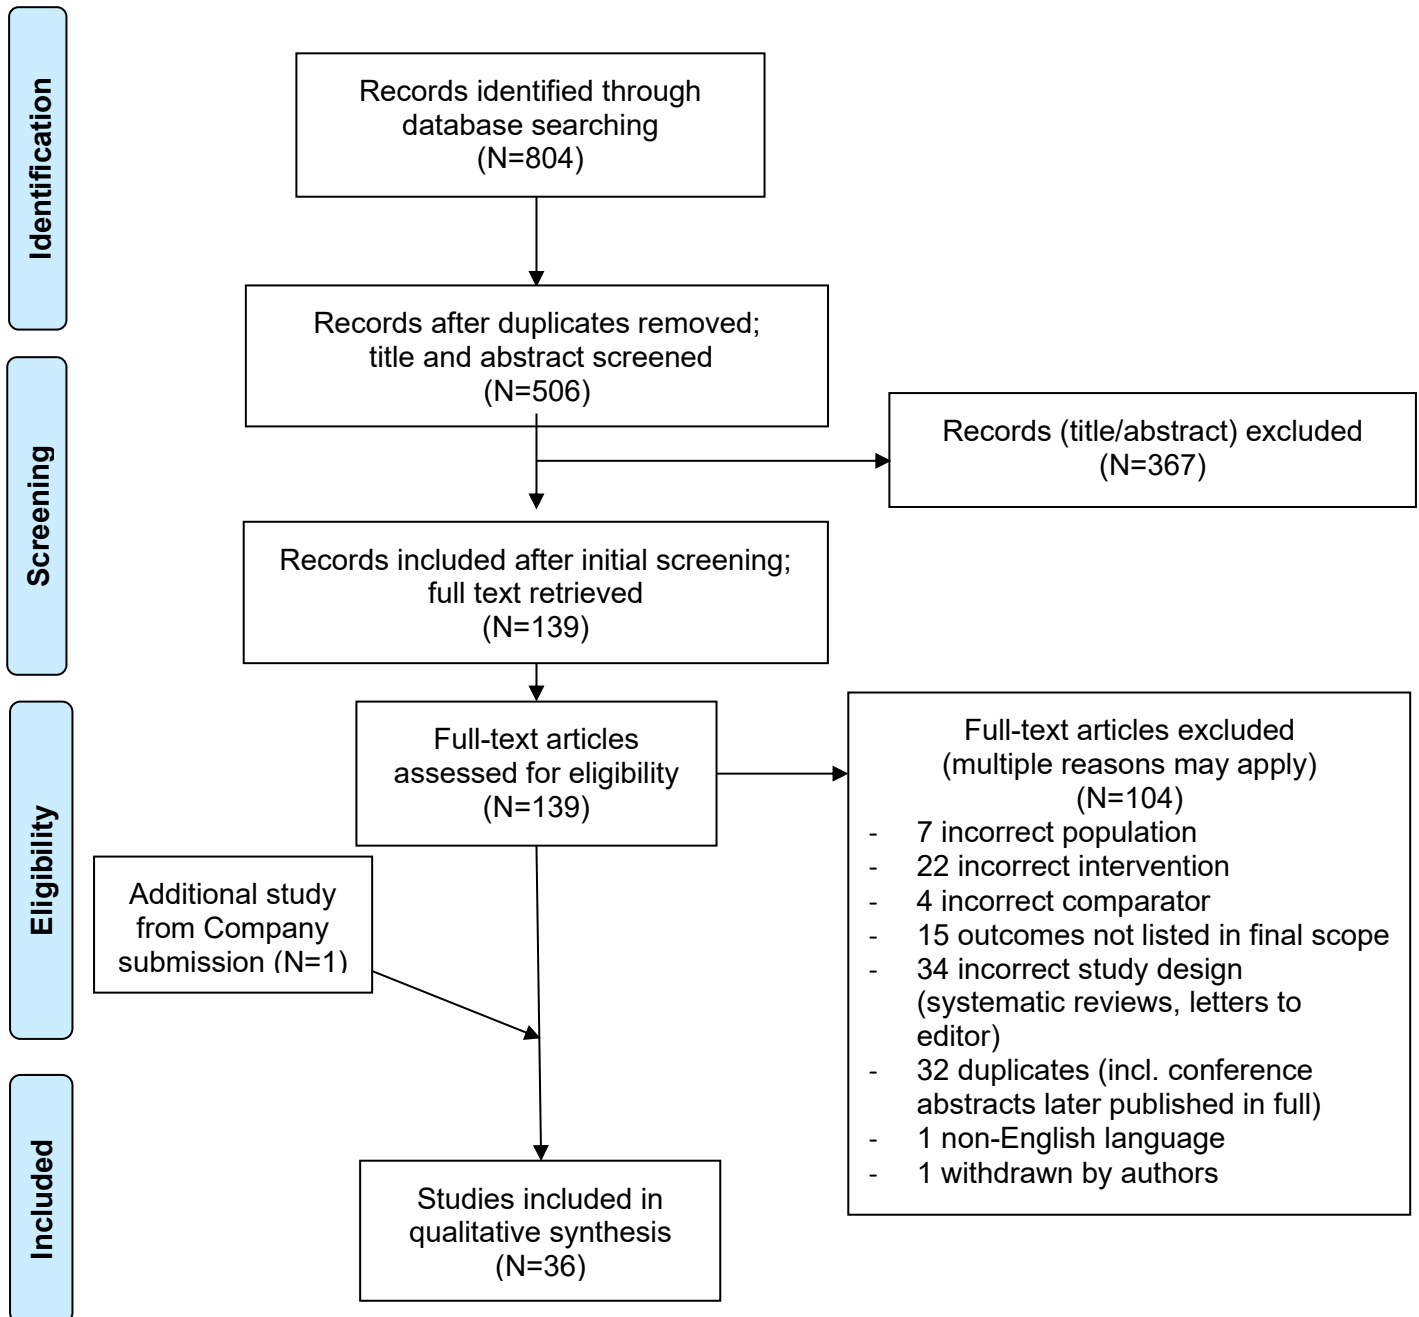 Identification
Records identified through
database searching
(N=804)
Records after duplicates removed;
title and abstract screened
(N=506)
Screening
Records (title/abstract) excluded
(N=367)
Records included after initial screening;
full text retrieved
(N=139)
Eligibility
Full-text articles
assessed for eligibility
(N=139)
Full-text articles excluded
(multiple reasons may apply)
(N=104)
- 7 incorrect population
- 22 incorrect intervention
- 4 incorrect comparator
- 15 outcomes not listed in final scope
- 34 incorrect study design
(systematic reviews, letters to
editor)
- 32 duplicates (incl. conference
abstracts later published in full)
- 1 non-English language
- 1 withdrawn by authors
Additional study
from Company
submission (N=1)
Included
Studies included in
qualitative synthesis
(N=36)